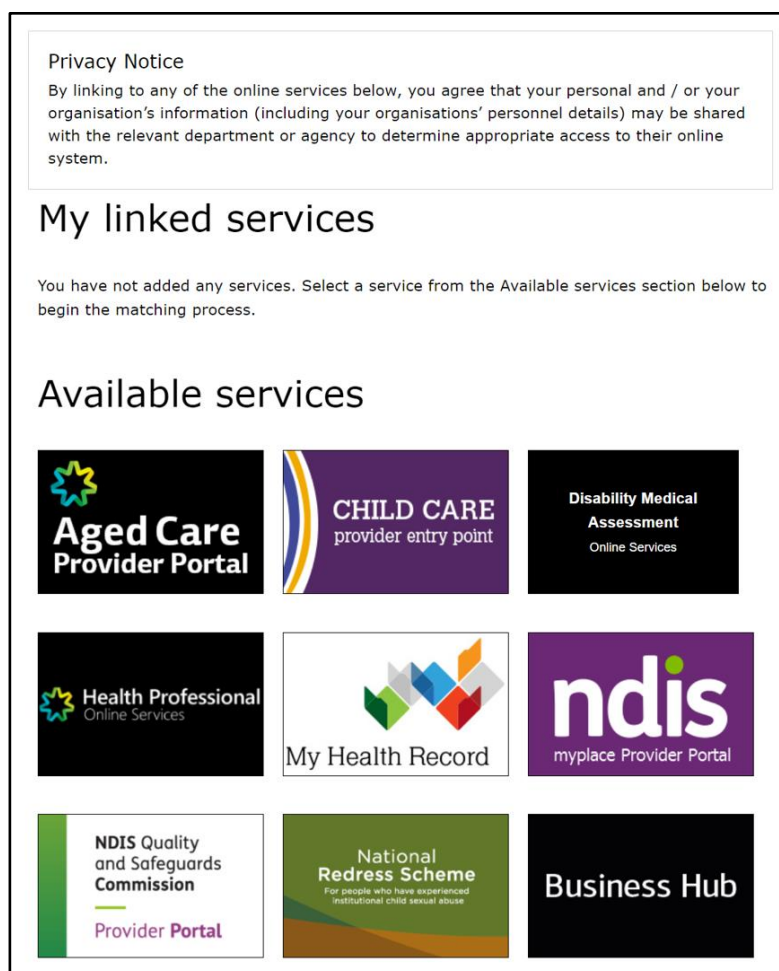 Privacy Notice
By linking to any of the online services below, you agree that your personal and / or your
organisation’s information (including your organisations’ personnel details) may be shared
with the relevant department or agency to determine appropriate access to their online
system.
My linked services
You have not added any services. Select a service from the Available services section below to
begin the matching process.
Available services
Aged Care
Provider Portal
CHILD CARE
provider entry point
Disability Medical
Assessment
Online Services
Health Professional
Online Services
My Health Record
ndis
myplace Provider Portal
NDIS Quality
and Safeguards
Commission
Provider Portal
National
Redress Scheme
For people who have experienced
institutional child sexual abuse
Business Hub